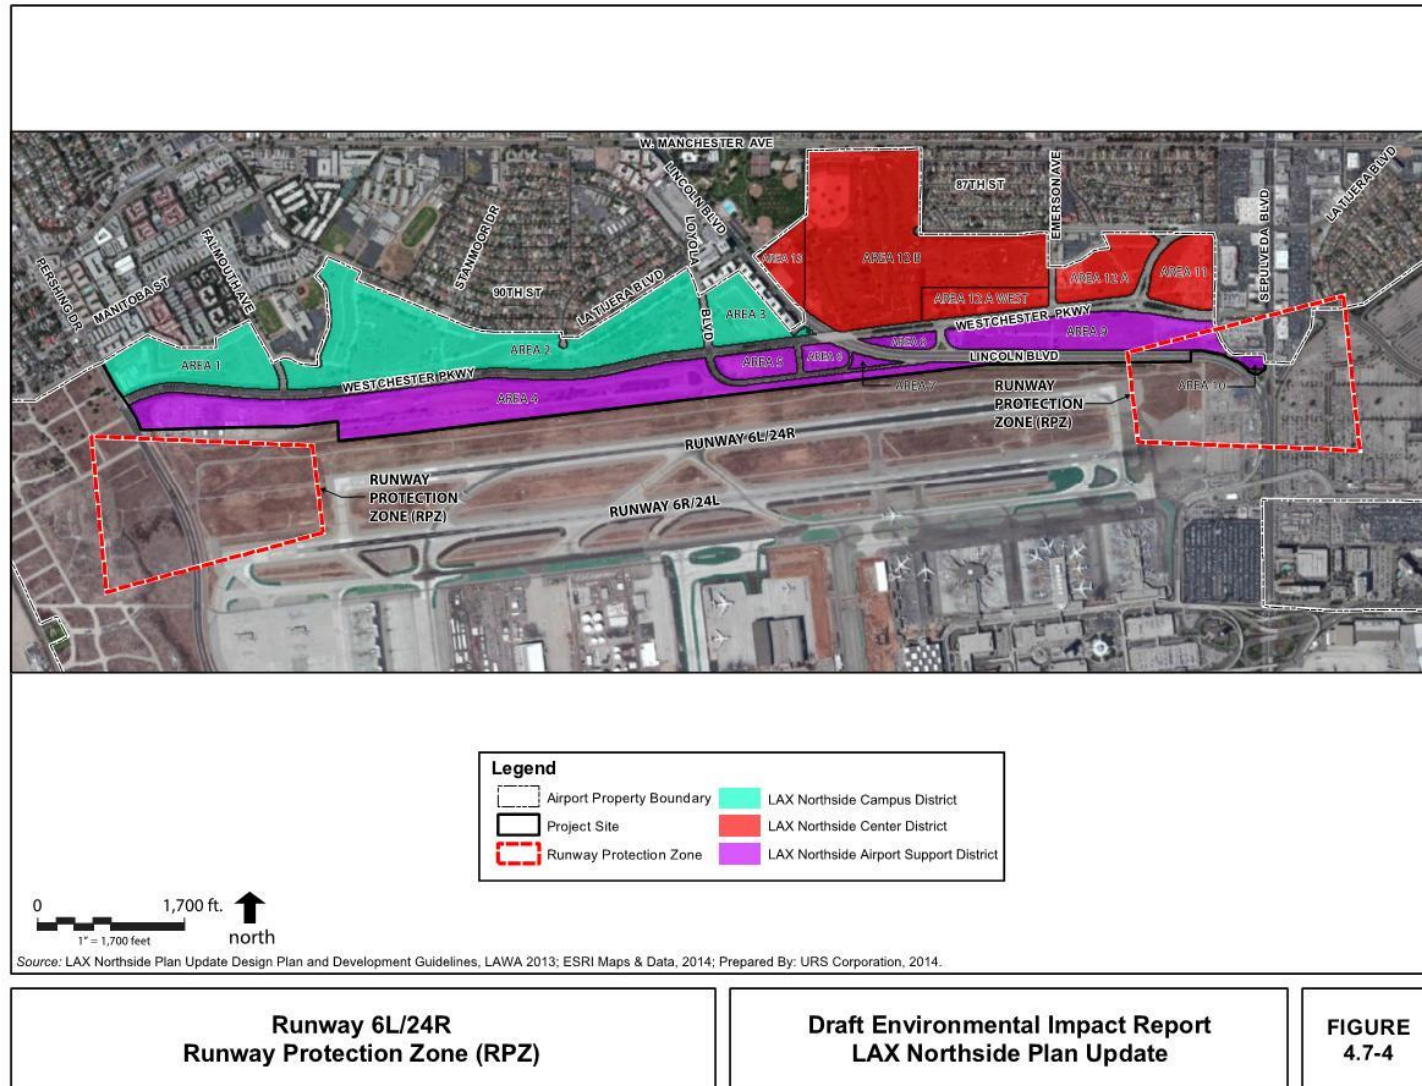 W. MANCHESTER AVE
LINCOLN BLVD
LOYOLA
BLVD
87TH ST
EMERSON AVE
SEPULVEDA BLVD
LA TIJERA BLVD
PERSHING DR
MANITOBA ST
FALMOUTH AVE
STANMOOR DR
90TH ST
LA TIJERA BLVD
AREA 13
AREA 12 B
AREA 12 A WEST
AREA 12 A
AREA 11
AREA 1
AREA 2
AREA 3
WESTCHESTER PKWY
WESTCHESTER PKWY
AREA 4
AREA 5
AREA 6
AREA 7
AREA 9
LINCOLN BLVD
AREA 10
RUNWAY
PROTECTION
ZONE (RPZ)
RUNWAY 6L/24R
RUNWAY
PROTECTION
ZONE (RPZ)
RUNWAY 6R/24L
Legend
Airport Property Boundary
Project Site
Runway Protection Zone
LAX Northside Campus District
LAX Northside Center District
LAX Northside Airport Support District
0 1,700 ft.
1" = 1,700 feet
north
Source: LAX Northside Plan Update Design Plan and Development Guidelines, LAWA 2013; ESRI Maps & Data, 2014; Prepared By: URS Corporation, 2014.
Runway 6L/24R
Runway Protection Zone (RPZ)
Draft Environmental Impact Report
LAX Northside Plan Update
FIGURE
4.7-4